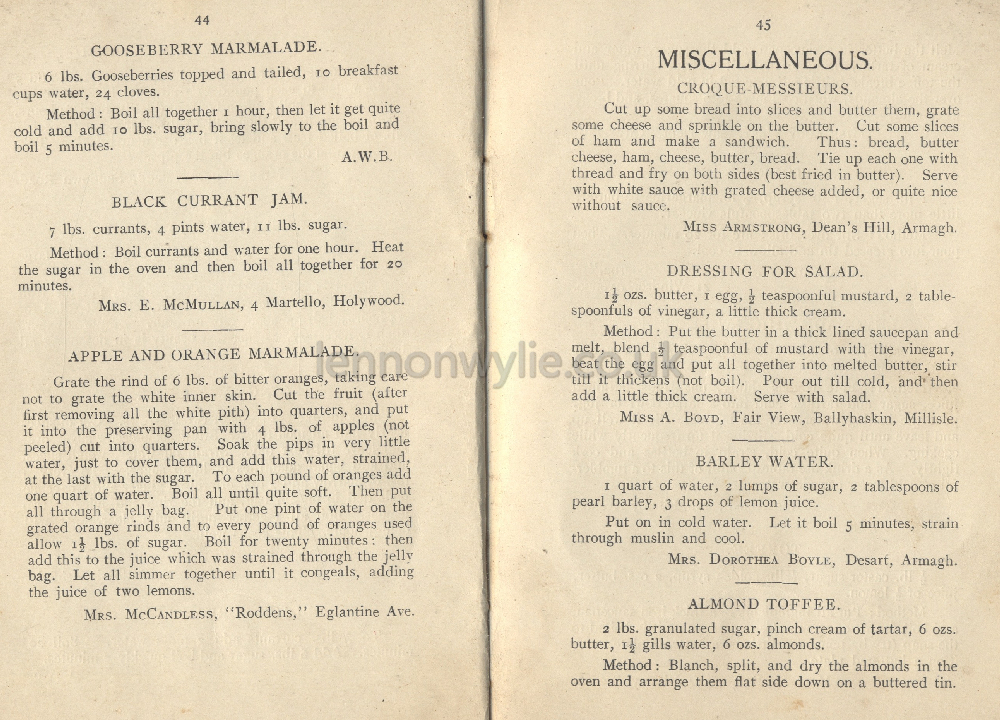 44
GOOSEBERRY MARMALADE.
6 lbs. Gooseberries topped and tailed, 10 breakfast
cups water, 24 cloves.
Method : Boil all together 1 hour, then let it get quite
cold and add 10 lbs. sugar, bring slowly to the boil and
boil 5 minutes.
A.W.B.
BLACK CURRANT JAM.
7 lbs. currants, 4 pints water, 11 lbs. sugar.
Method : Boil currants and water for one hour. Heat
the sugar in the oven and then boil all together for 20
minutes.
MRS. E. MCMULLAN, 4 Martello, Holywood.
APPLE AND ORANGE MARMALADE.
Grate the rind of 6 lbs. of bitter oranges, taking care
not to grate the white inner skin. Cut the fruit (after
first removing all the white pith) into quarters, and put
it into the preserving pan with 4 lbs. of apples (not
peeled) cut into quarters. Soak the pips in very little
water, just to cover them, and add this water, strained,
at the last with the sugar. To each pound of oranges add
one quart of water. Boil all until quite soft. Then put
all through a jelly bag. Put one pint of water on the
grated orange rinds and to every pound of oranges used
allow 1½ lbs. of sugar. Boil for twenty minutes : then
add this to the juice which was strained through the jelly
bag. Let all simmer together until it congeals, adding
the juice of two lemons.
MRS. MCCANDLESS, "Roddens," Eglantine Ave.
45
MISCELLANEOUS.
CROQUE-MESSIEURS.
Cut up some bread into slices and butter them, grate
some cheese and sprinkle on the butter. Cut some slices
of ham and make a sandwich. Thus : bread, butter
cheese, ham, cheese, butter, bread. Tie up each one with
thread and fry on both sides (best fried in butter). Serve
with white sauce with grated cheese added, or quite nice
without sauce.
MISS ARMSTRONG, Dean's Hill, Armagh.
DRESSING FOR SALAD.
1½ ozs. butter, 1 egg, ½ teaspoonful mustard, 2 table-
spoonfuls of vinegar, a little thick cream.
Method : Put the butter in a thick lined saucepan and
melt, blend ½ teaspoonful of mustard with the vinegar,
beat the egg and put all together into melted butter, stir
till it thickens (not boil). Pour out till cold, and then
add a little thick cream. Serve with salad.
MISS A. BOYD, Fair View, Ballyhaskin, Millisle.
BARLEY WATER.
1 quart of water, 2 lumps of sugar, 2 tablespoons of
pearl barley, 3 drops of lemon juice.
Put on in cold water. Let it boil 5 minutes, strain
through muslin and cool.
MRS. DOROTHEA BOYLE, Desart, Armagh.
ALMOND TOFFEE.
2 lbs. granulated sugar, pinch cream of tartar, 6 ozs.
butter, 1½ gills water, 6 ozs. almonds.
Method : Blanch, split, and dry the almonds in the
oven and arrange them flat side down on a buttered tin.
lennonwylie.co.uk